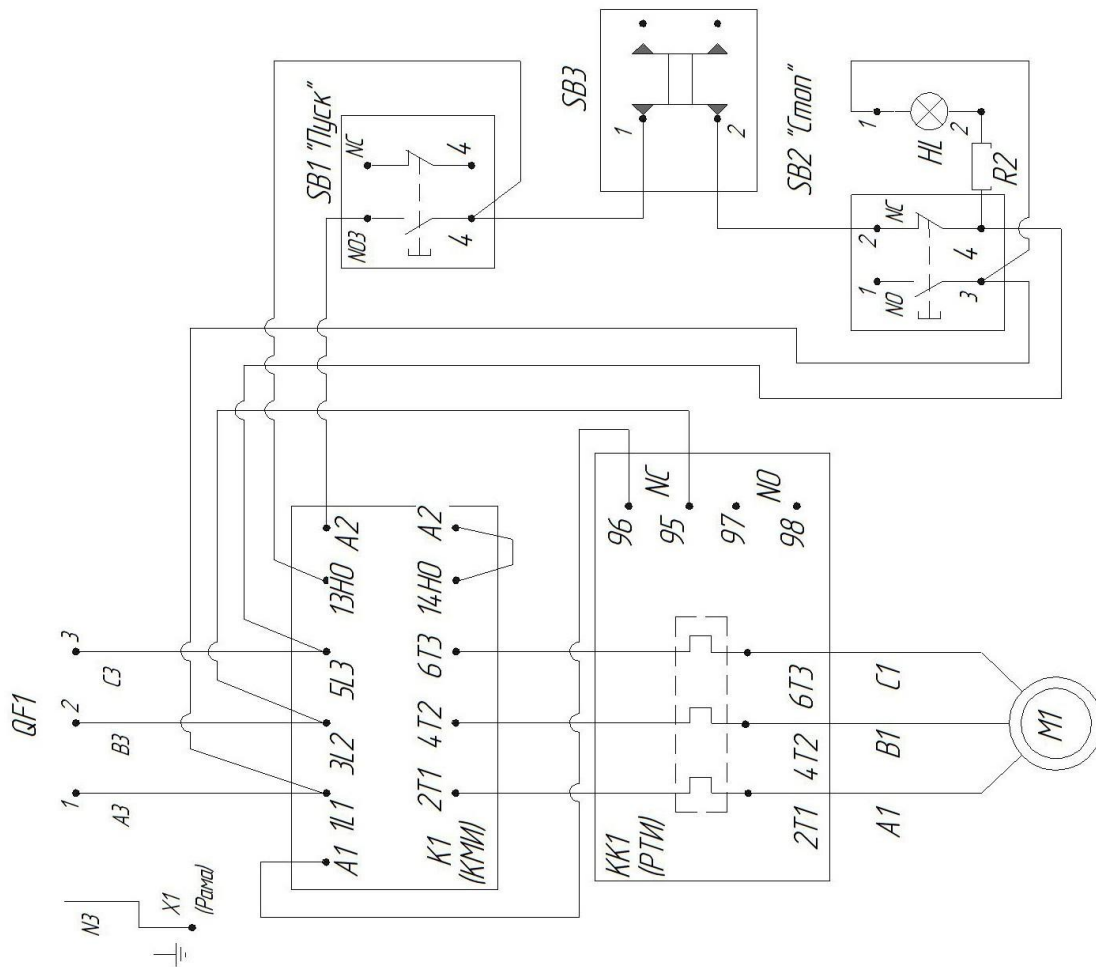 QF1
1
2
3
A3
B3
C3
N3
X1
(Рама)
A1
1L1
3L2
5L3
13НО
A2
К1
(КМИ)
2T1
4T2
6T3
14НО
A2
КК1
(РТИ)
96
95
NC
97
98
NO
2T1
4T2
6T3
A1
B1
C1
M1
SB1 "Пуск"
NO3
NC
4
4
SB3
1
2
SB2 "Стоп"
1
NO
2
NC
3
4
1
HL
2
R2